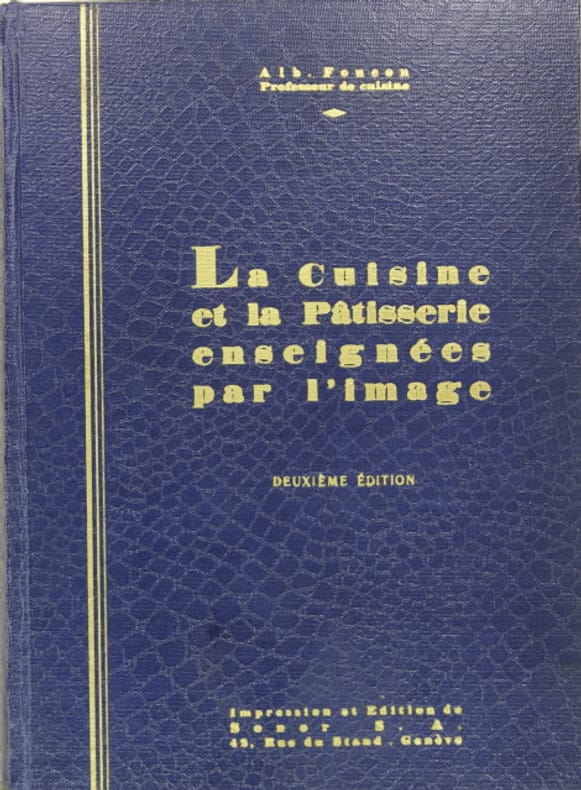 Alb. Foucon
Professeur de cuisine
La Cuisine
et la Pâtisserie
enseignées
par l'image
DEUXIÈME ÉDITION
Impression et Edition de
Sonor S. A.
42, Rue du Stand . Genève